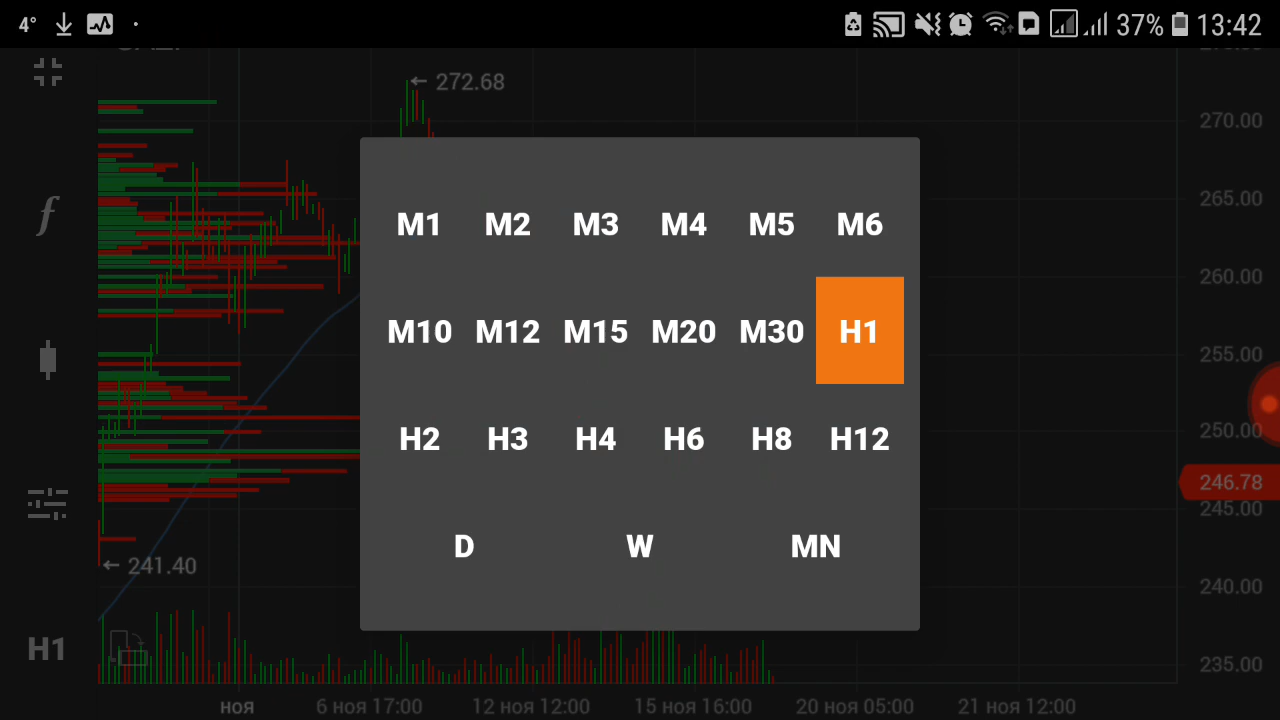 4° 37% 13:42
← 272.68
270.00
265.00
260.00
255.00
250.00
246.78
245.00
240.00
235.00
M1 M2 M3 M4 M5 M6
M10 M12 M15 M20 M30 H1
H2 H3 H4 H6 H8 H12
D W MN
← 241.40
f
H1
ноя 6 ноя 17:00 12 ноя 12:00 15 ноя 16:00 20 ноя 05:00 21 ноя 12:00